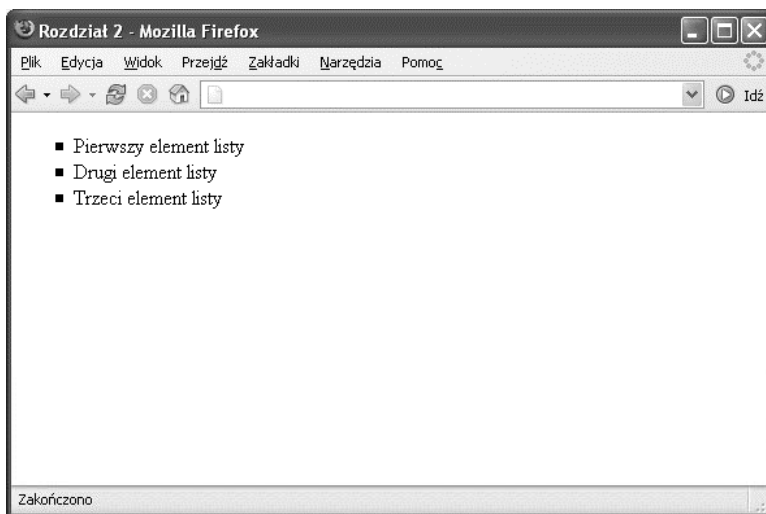 Rozdział 2 - Mozilla Firefox
Plik Edycja Widok Przejdź Zakładki Narzędzia Pomoc
Idź
Pierwszy element listy
Drugi element listy
Trzeci element listy
Zakończono